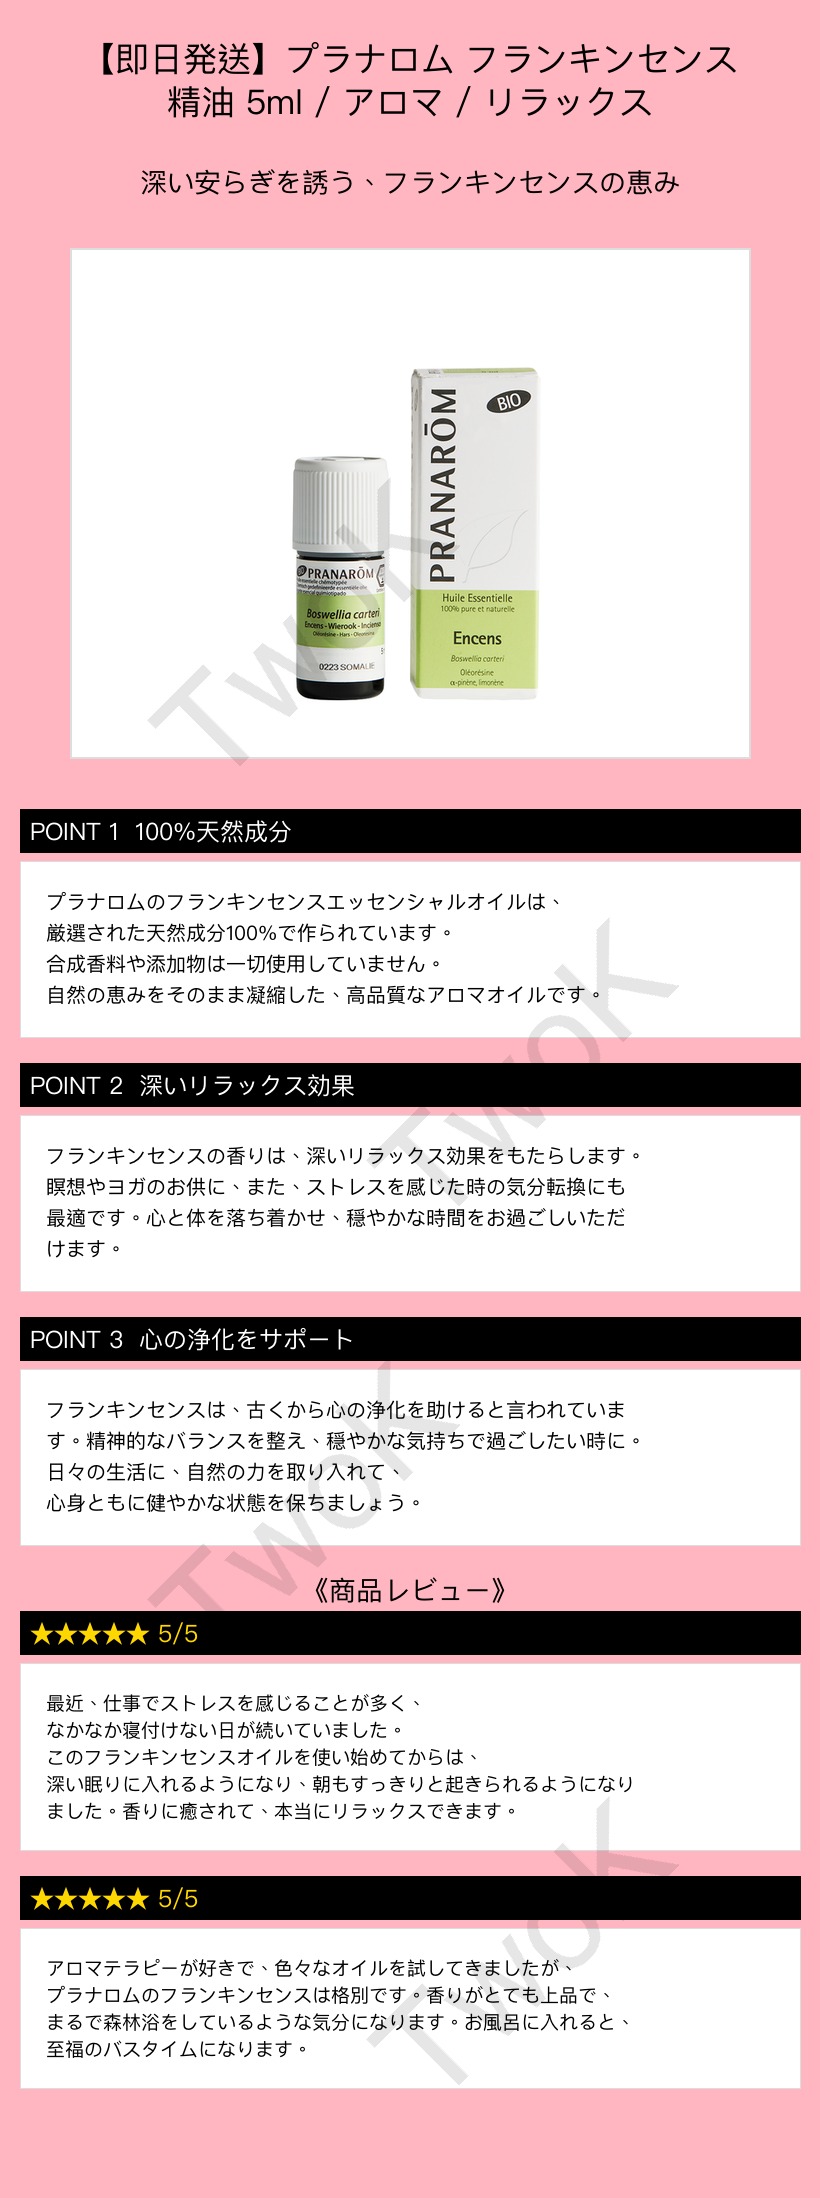 【即日発送】プラナロム フランキンセンス
精油 5ml / アロマ / リラックス
深い安らぎを誘う、フランキンセンスの恵み
PRANARŌM
BIO
PRANARŌM
Boswellia carteri
Encens - Wierook - Incienso
Oléorésine - Hars - Oleorresina
0223 SOMALIE
Huile Essentielle
100% pure et naturelle
Encens
Boswellia carteri
Oléorésine
α-pinène, limonène
TwoK
POINT 1 100%天然成分
プラナロムのフランキンセンスエッセンシャルオイルは、
厳選された天然成分100%で作られています。
合成香料や添加物は一切使用していません。
自然の恵みをそのまま凝縮した、高品質なアロマオイルです。
TwoK
POINT 2 深いリラックス効果
フランキンセンスの香りは、深いリラックス効果をもたらします。
瞑想やヨガのお供に、また、ストレスを感じた時の気分転換にも
最適です。心と体を落ち着かせ、穏やかな時間をお過ごしいただ
けます。
POINT 3 心の浄化をサポート
フランキンセンスは、古くから心の浄化を助けると言われていま
す。精神的なバランスを整え、穏やかな気持ちで過ごしたい時に。
日々の生活に、自然の力を取り入れて、
心身ともに健やかな状態を保ちましょう。
TwoK
《商品レビュー》
★★★★★ 5/5
最近、仕事でストレスを感じることが多く、
なかなか寝付けない日が続いていました。
このフランキンセンスオイルを使い始めてからは、
深い眠りに入れるようになり、朝もすっきりと起きられるようになり
ました。香りに癒されて、本当にリラックスできます。
★★★★★ 5/5
アロマテラピーが好きで、色々なオイルを試してきましたが、
プラナロムのフランキンセンスは格別です。香りがとても上品で、
まるで森林浴をしているような気分になります。お風呂に入れると、
至福のバスタイムになります。
TwoK